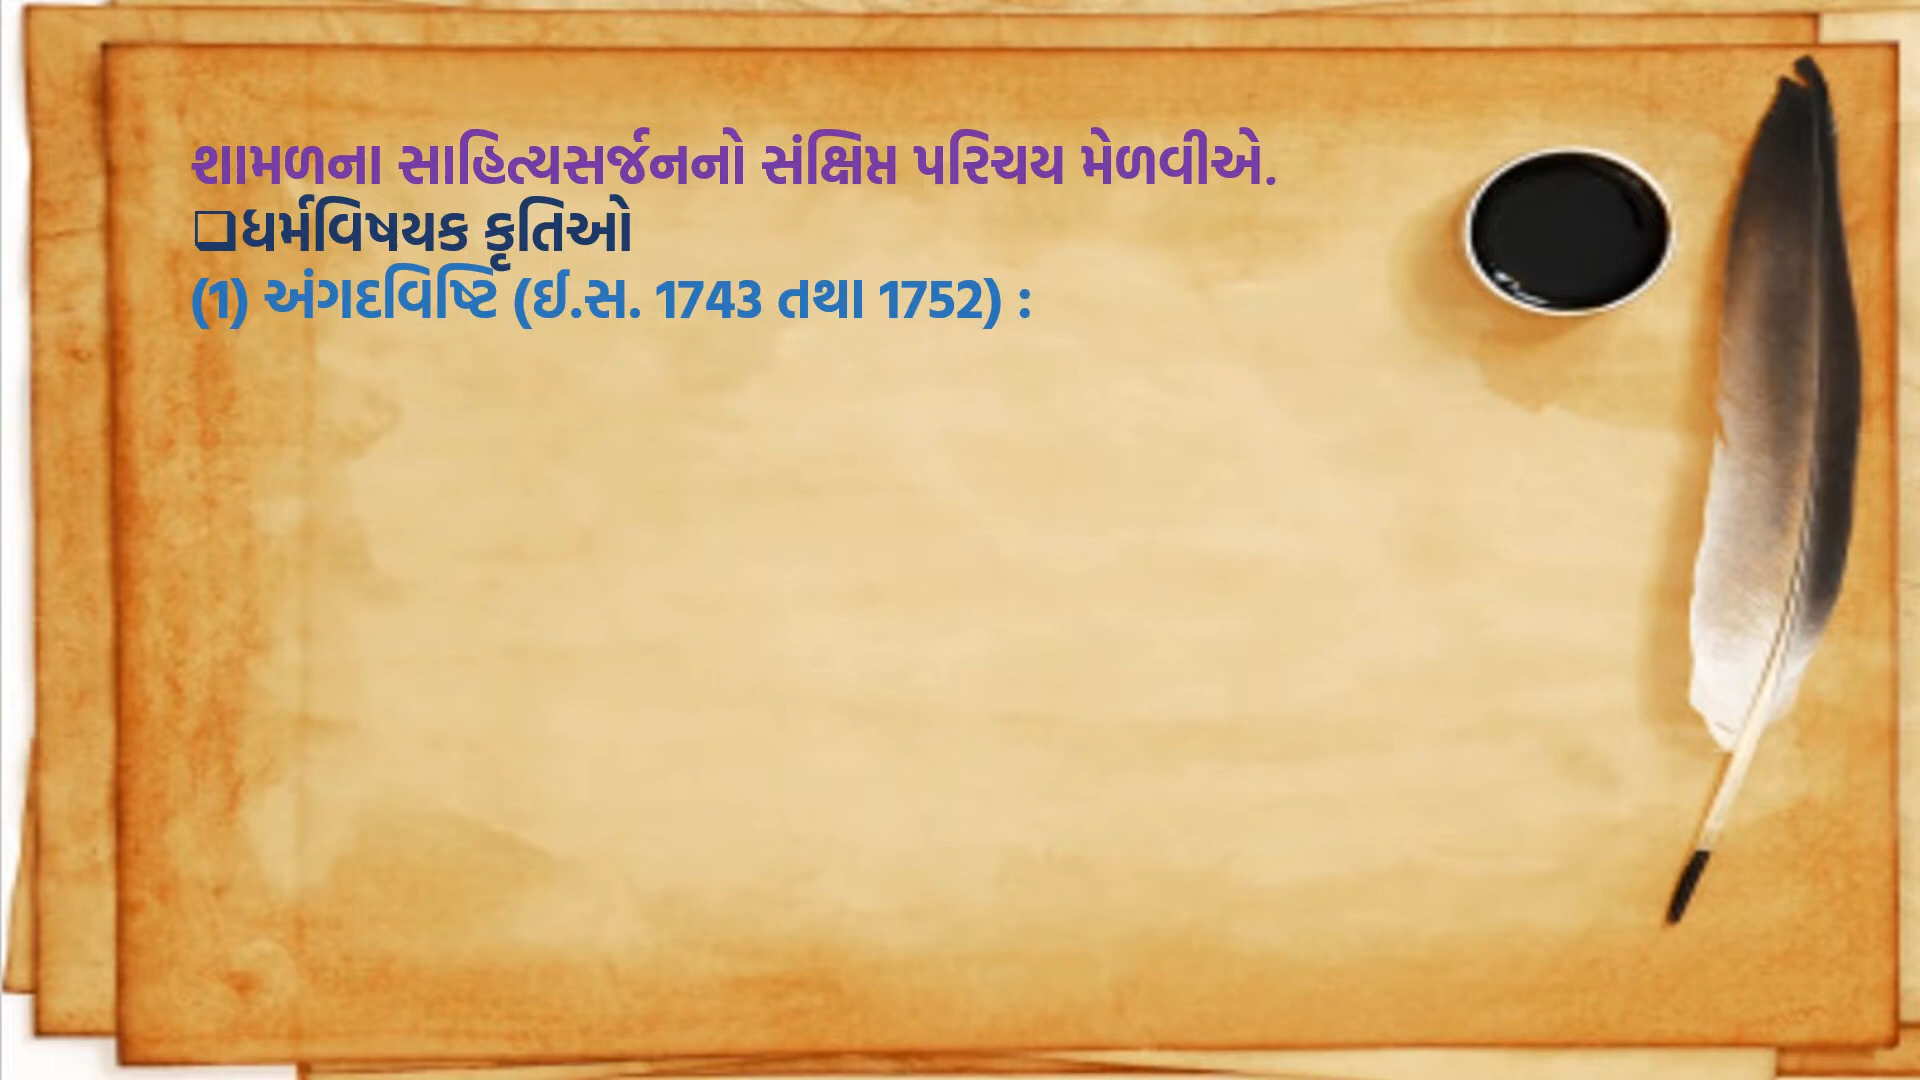 શામળના સાહિત્યસર્જનનો સંક્ષિપ્ત પરિચય મેળવીએ.
❑ધર્મવિષયક કૃતિઓ
(1) અંગદવિષ્ટિ (ઈ.સ. 1743 તથા 1752) :